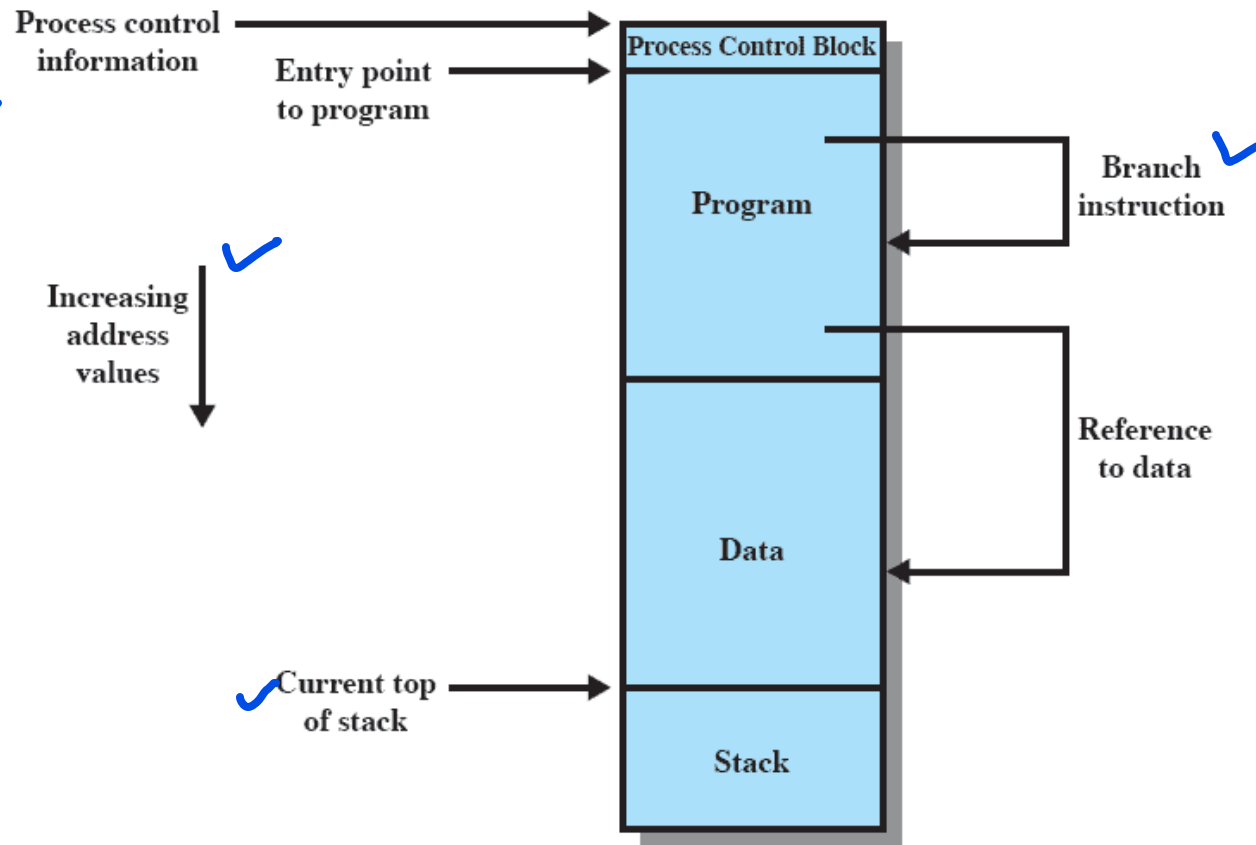 Process control
information
Process Control Block
Entry point
to program
Branch
instruction
Program
Increasing
address
values
Reference
to data
Data
Current top
of stack
Stack